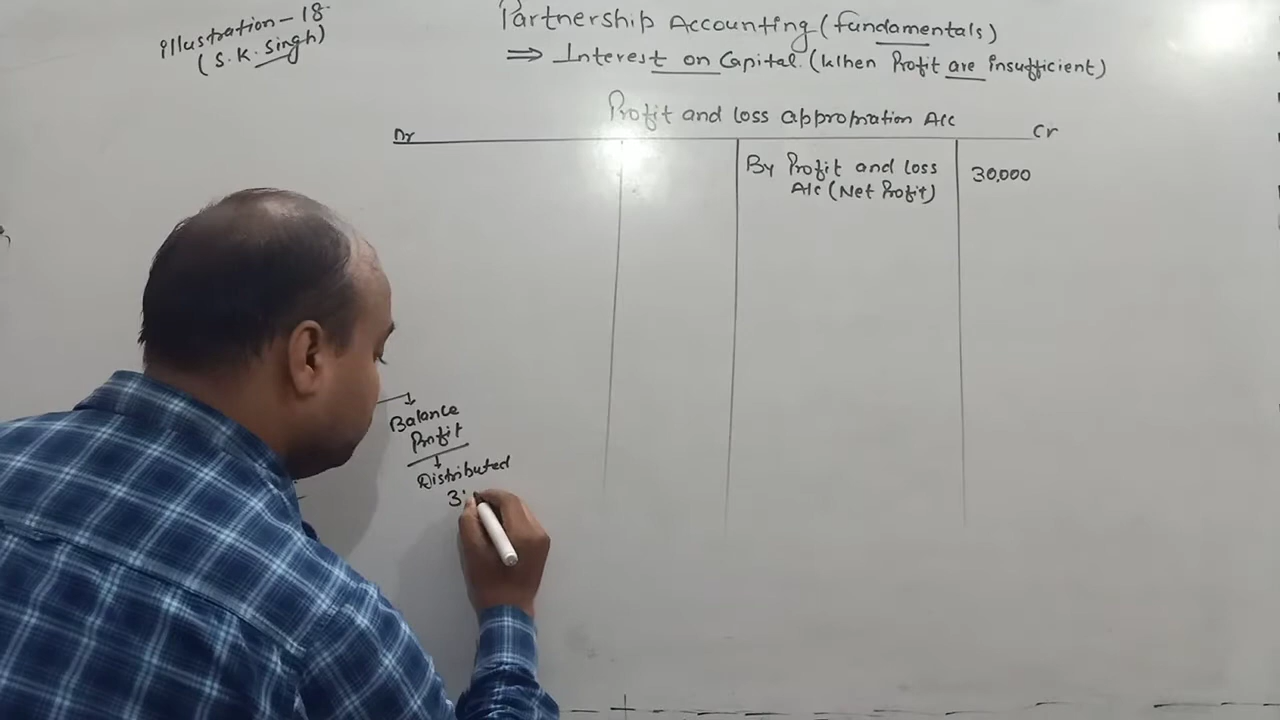 illustration - 18
(S.K. Singh)
Partnership Accounting (fundamentals)
⇒ Interest on Capital. (When Profit are insufficient)
Profit and loss appropriation A/c
Dr
Cr
By Profit and loss
A/c (Net Profit)
30,000
Balance
Profit
Distributed
3: